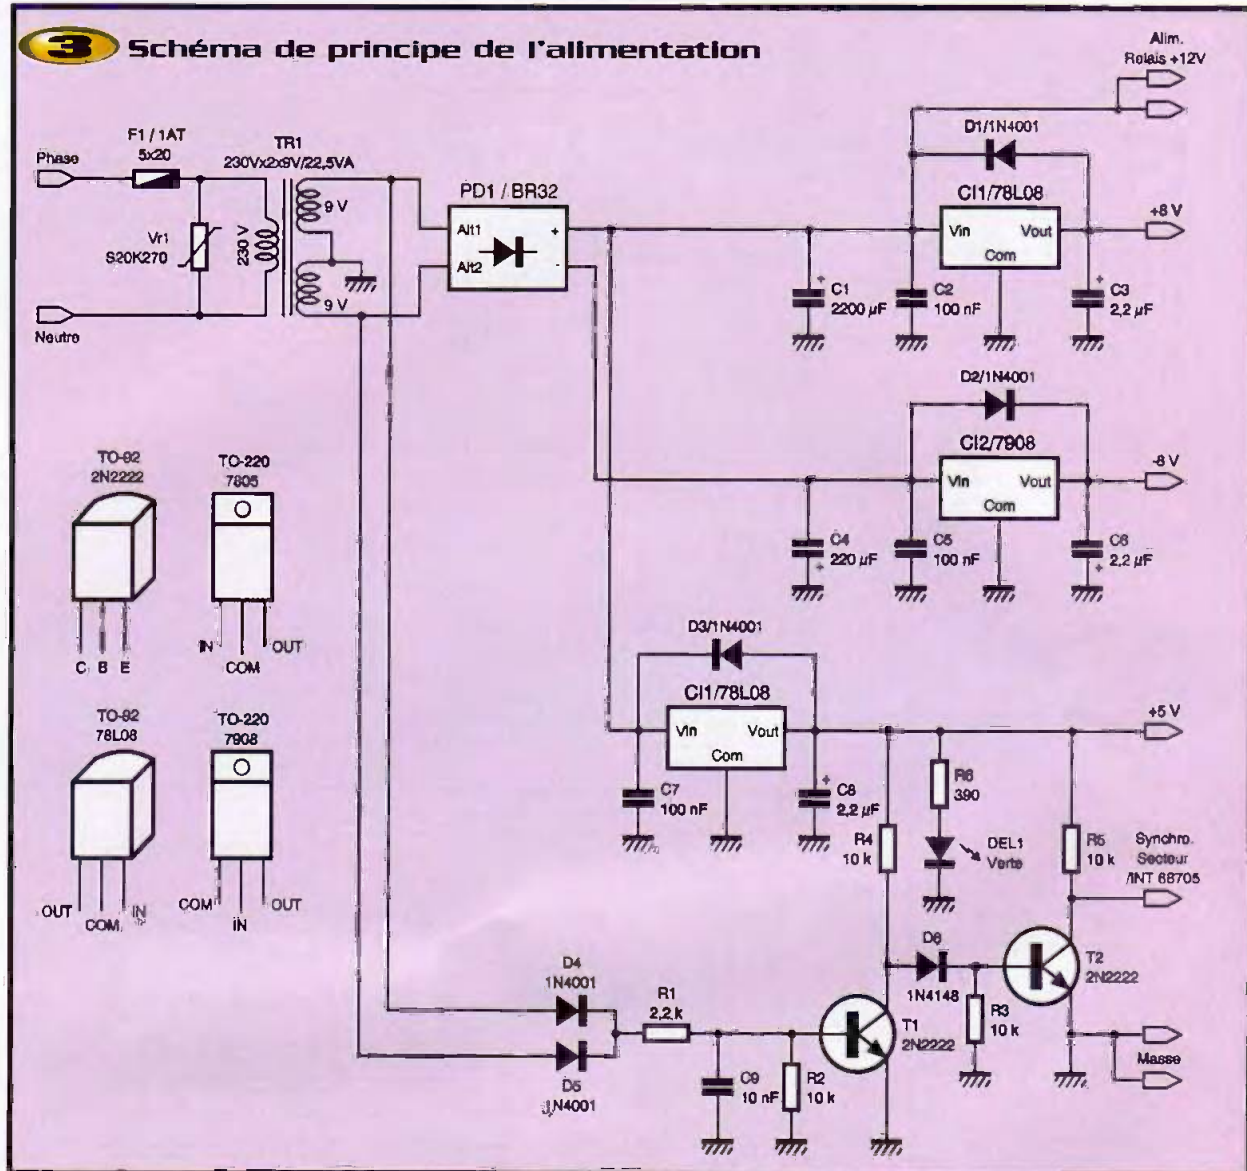 3 Schéma de principe de l'alimentation
Alim.
Relais +12V
F1 / 1AT
5x20
TR1
230Vx2x9V/22,5VA
D1/1N4001
Phase
PD1 / BR32
CI1/78L08
9 V
+8 V
Alt1
+
Vin
Vout
Vr1
S20K270
230 V
Com
Alt2
-
+
C1
2200 µF
C2
100 nF
+
C3
2,2 µF
9 V
Neutre
D2/1N4001
CI2/7908
-8 V
TO-92
2N2222
TO-220
7805
Vin
Vout
Com
C4
220 µF
+
C5
100 nF
C6
2,2 µF
+
D3/1N4001
IN
OUT
COM
C B E
CI1/78L08
TO-92
78L08
TO-220
7908
+5 V
Vin
Vout
Com
R6
390
C7
100 nF
+
C8
2,2 µF
R4
10 k
DEL1
Verte
R5
10 k
Synchro.
Secteur
/INT 68705
OUT
COM
IN
COM
IN
OUT
D4
1N4001
D6
1N4148
T2
2N2222
R1
2,2 k
R3
10 k
T1
2N2222
Masse
D5
1N4001
C9
10 nF
R2
10 k